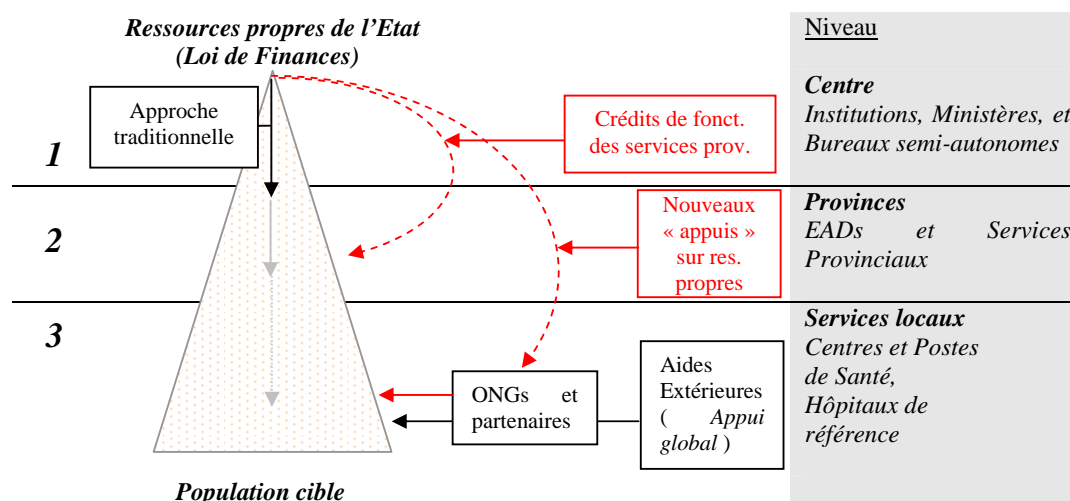 Ressources propres de l’Etat
(Loi de Finances)
Approche
traditionnelle
Crédits de fonct.
des services prov.
Nouveaux
« appuis »
sur res.
propres
1
2
3
ONGs et
partenaires
Aides
Extérieures
( Appui
global )
Population cible
Niveau
Centre
Institutions, Ministères, et
Bureaux semi-autonomes
Provinces
EADs et Services
Provinciaux
Services locaux
Centres et Postes
de Santé,
Hôpitaux de
référence